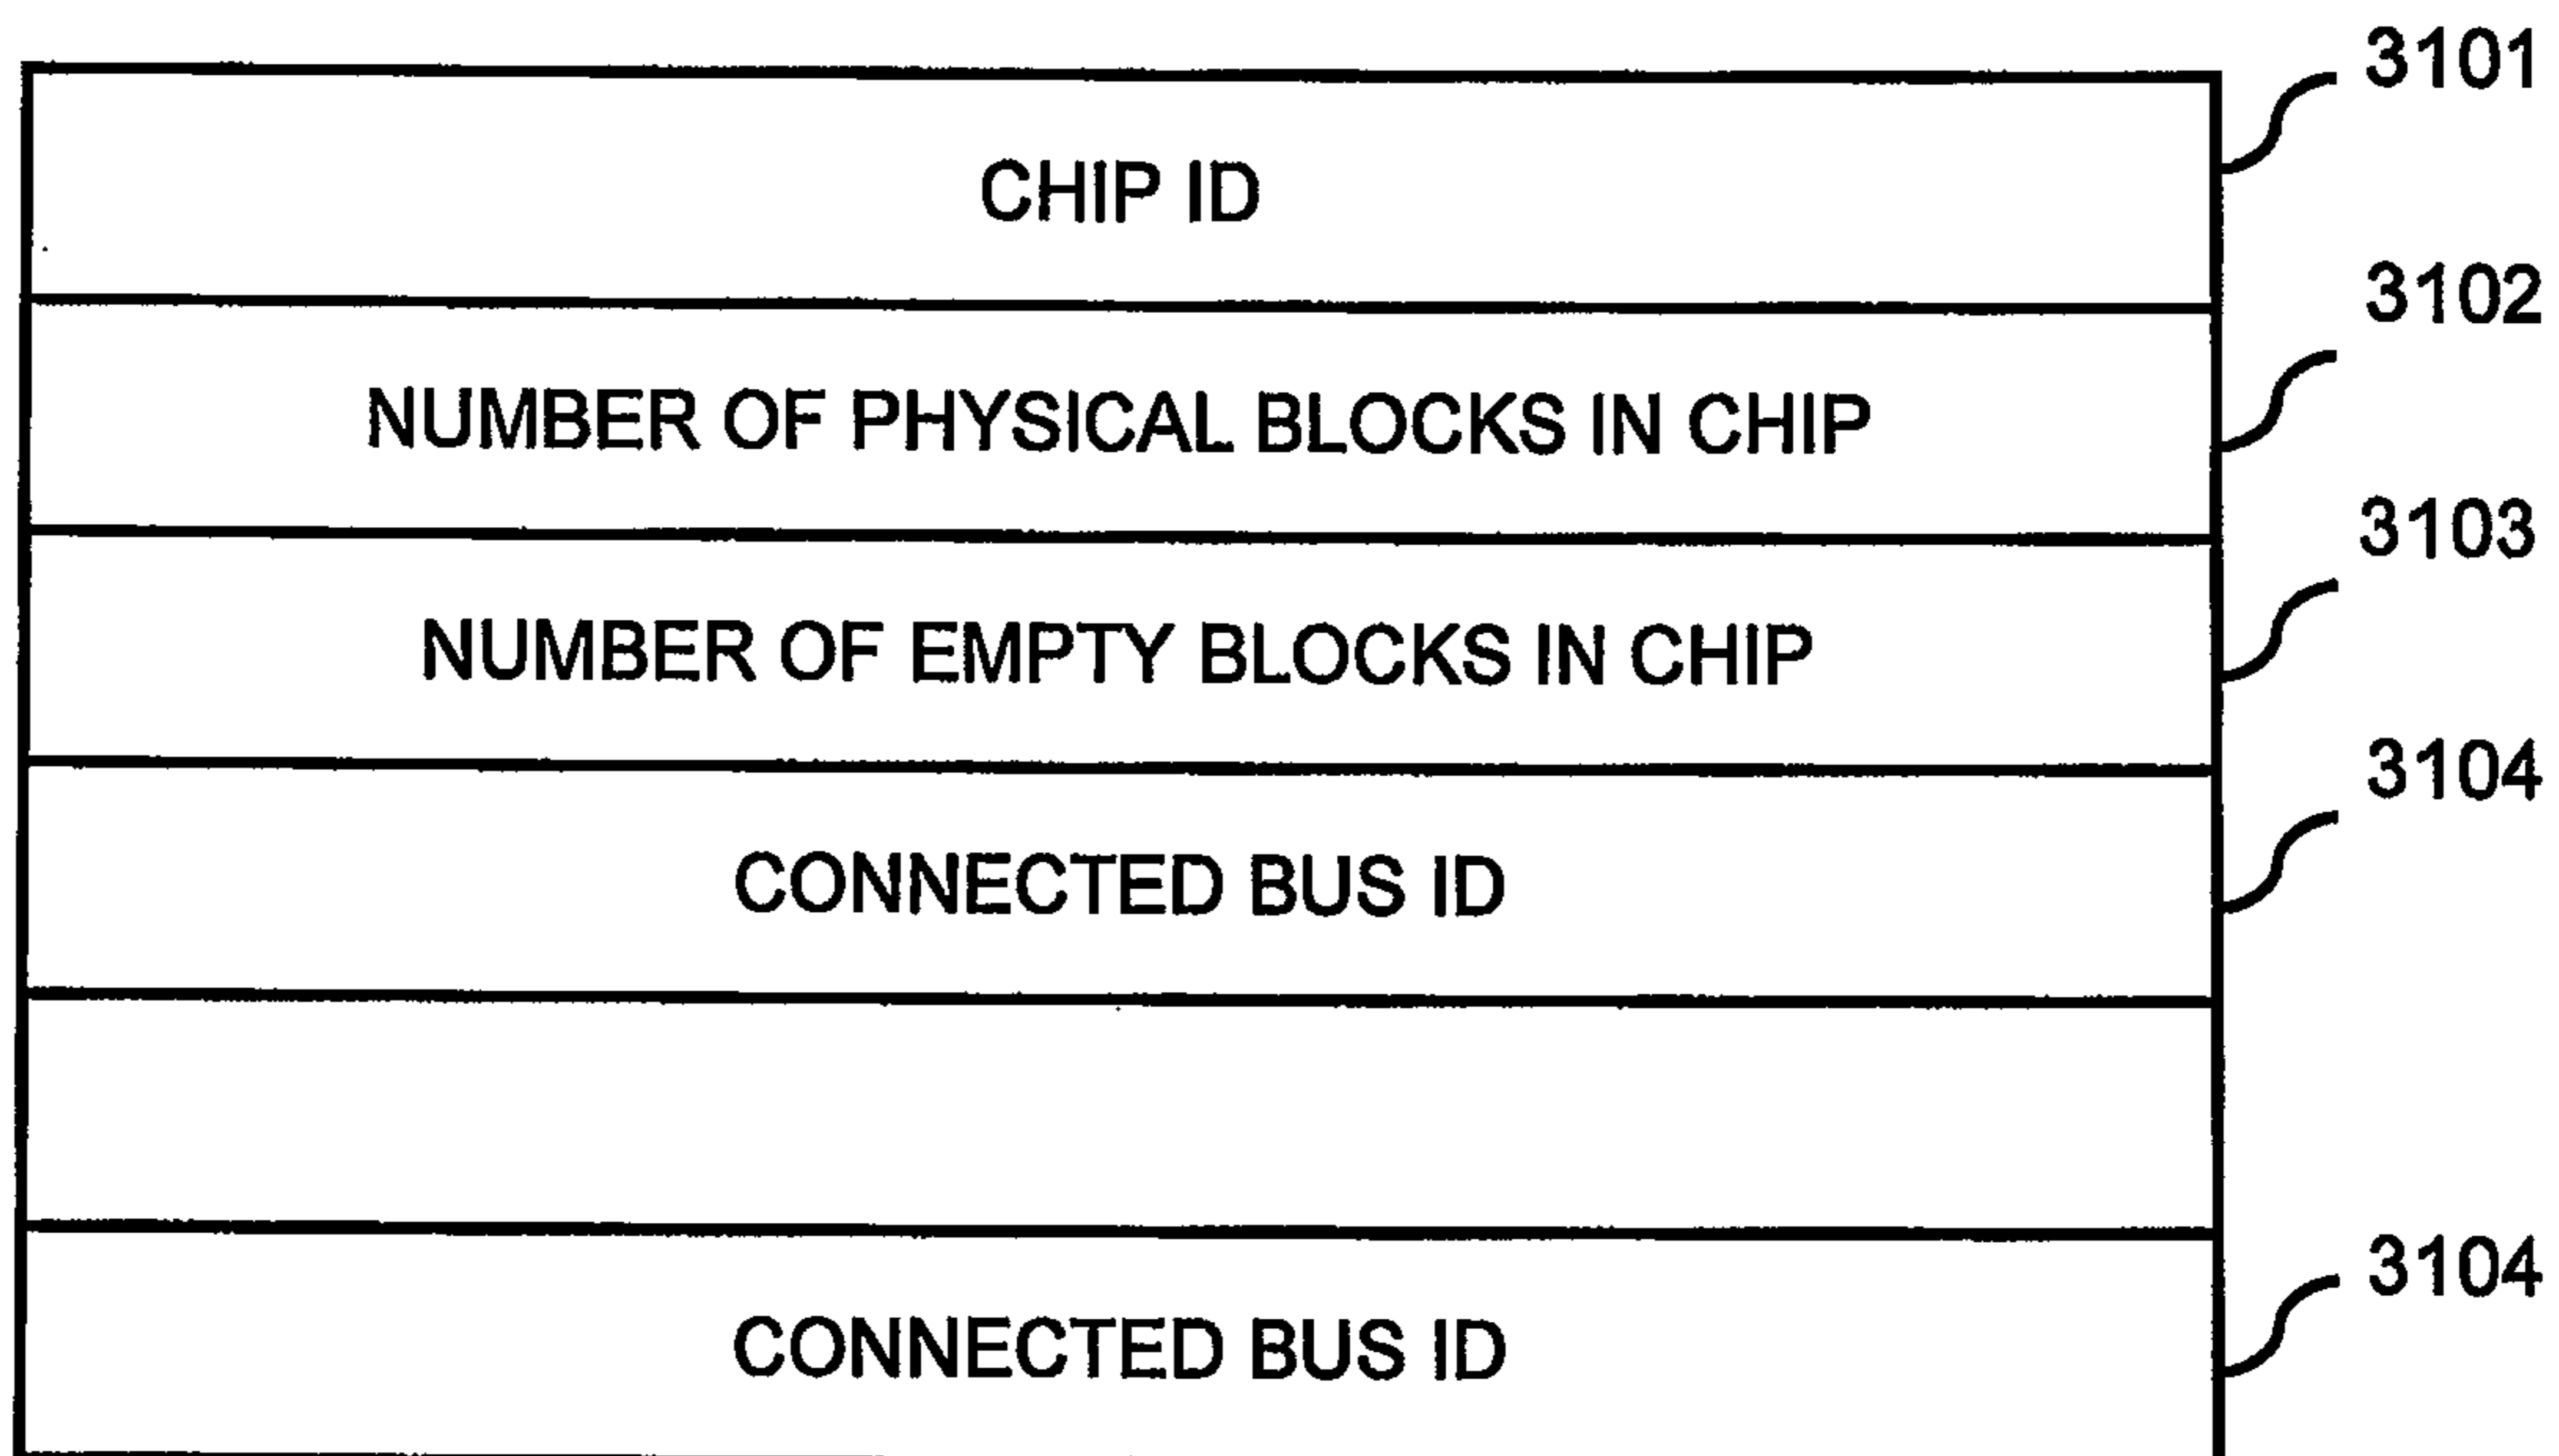 3101
CHIP ID
3102
NUMBER OF PHYSICAL BLOCKS IN CHIP
3103
NUMBER OF EMPTY BLOCKS IN CHIP
3104
CONNECTED BUS ID
3104
CONNECTED BUS ID